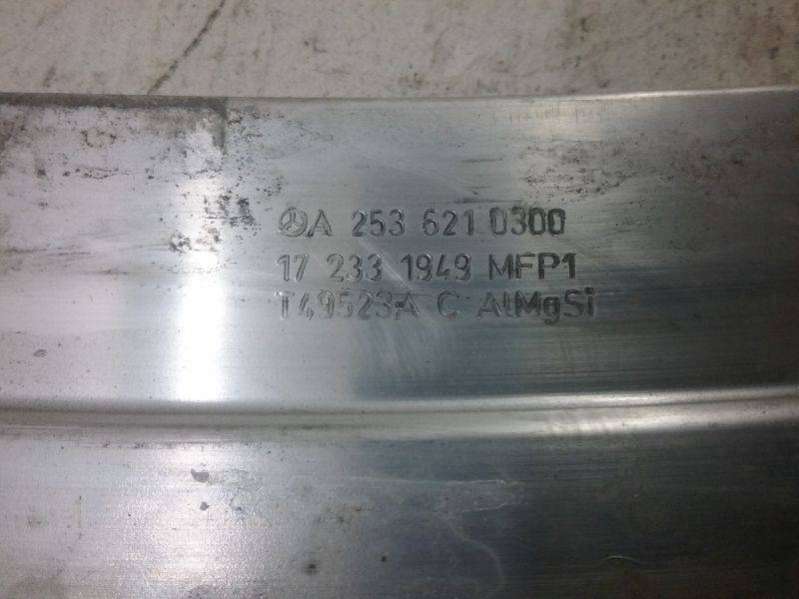 A 253 621 0300
17 233 1949 MFP1
T49523A C AlMgSi